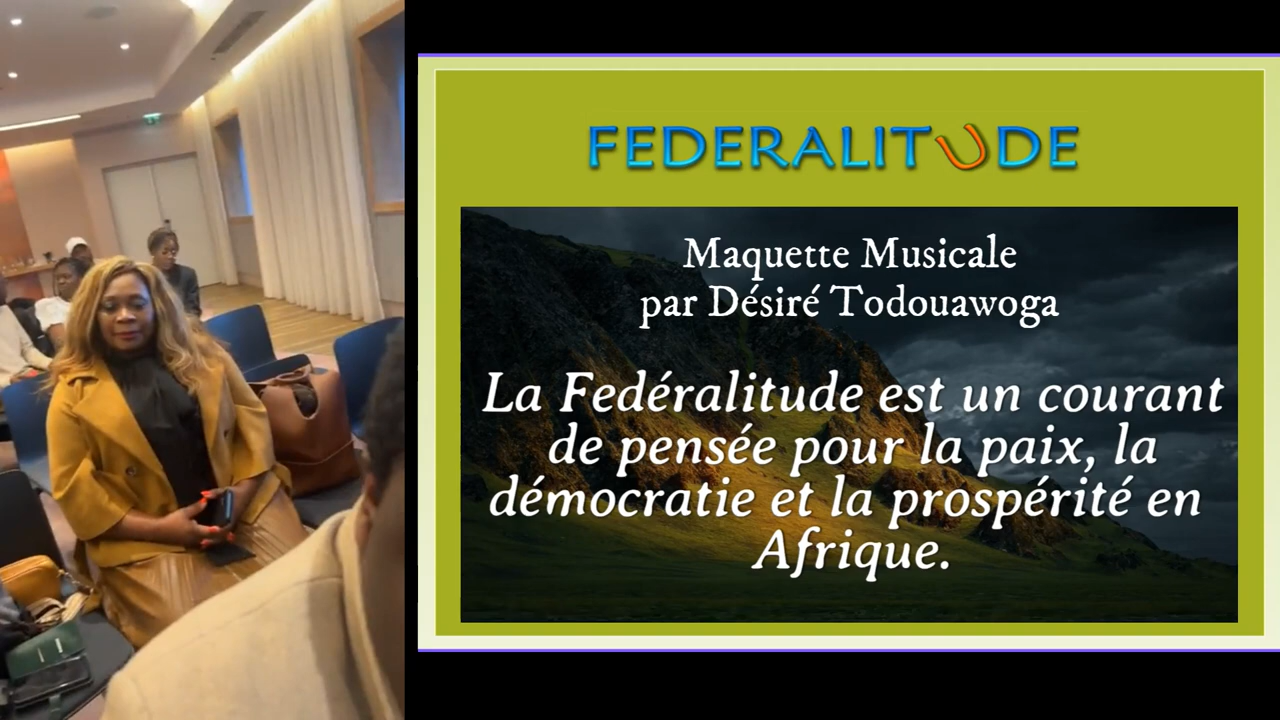 FEDERALITUDE
Maquette Musicale
par Désiré Todouawoga
La Fedéralitude est un courant
de pensée pour la paix, la
démocratie et la prospérité en
Afrique.